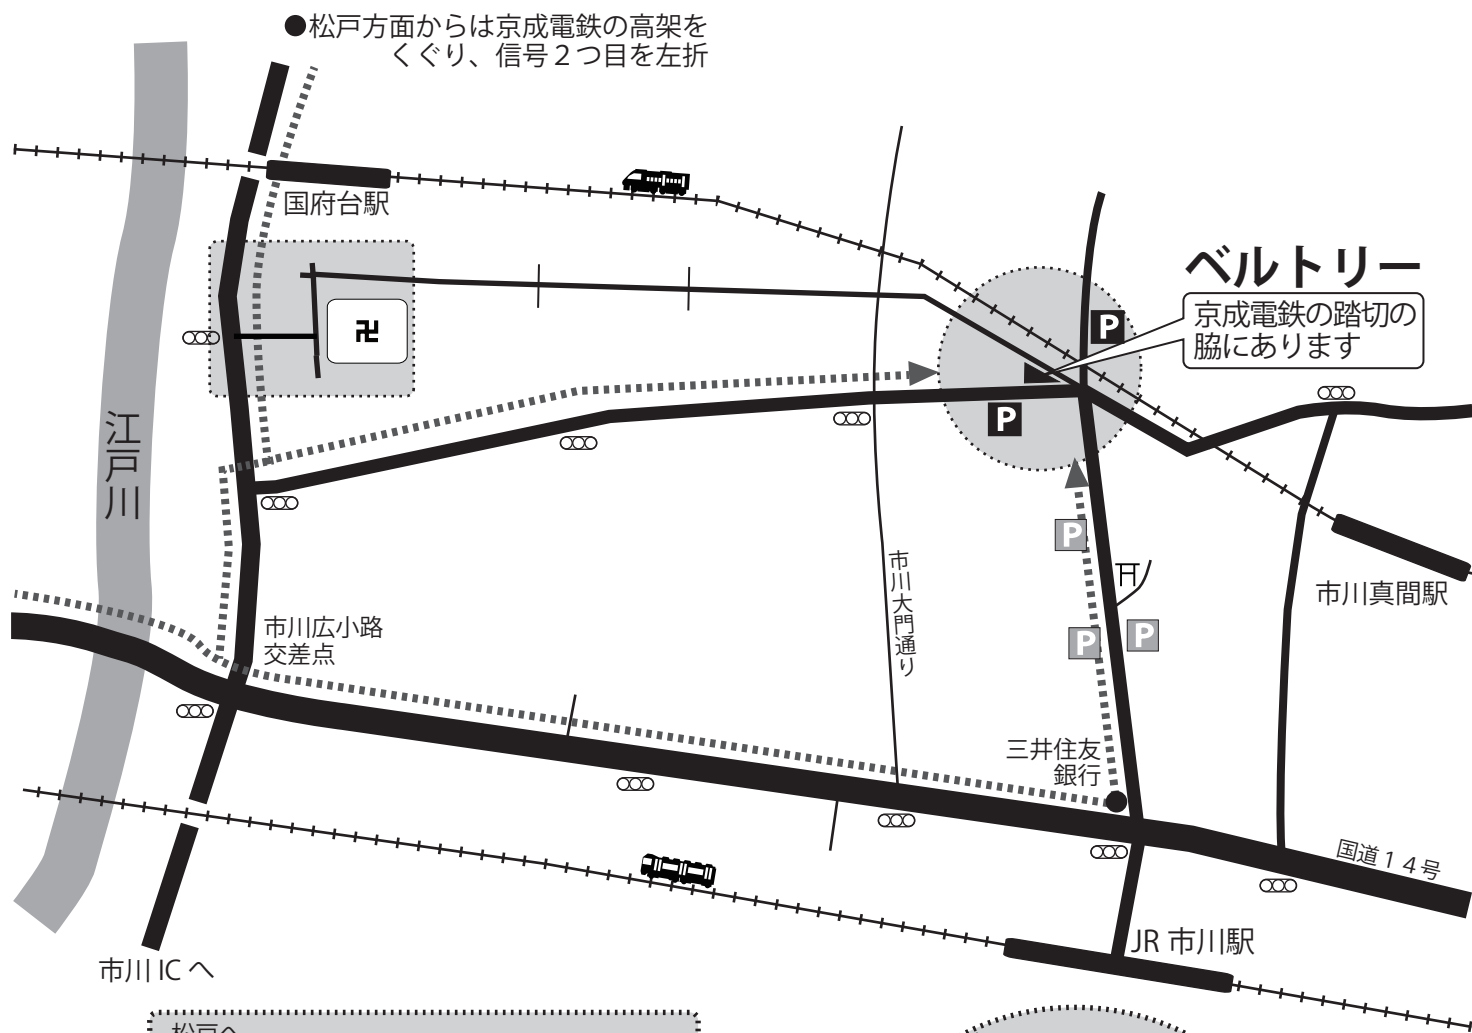 ●松戸方面からは京成電鉄の高架を
くぐり、信号２つ目を左折
国府台駅
卍
ベルトリー
京成電鉄の踏切の
脇にあります
P
P
江戸川
P
市川大門通り
市川真間駅
市川広小路
交差点
P
P
三井住友
銀行
国道１４号
JR 市川駅
市川 IC へ
松戸へ